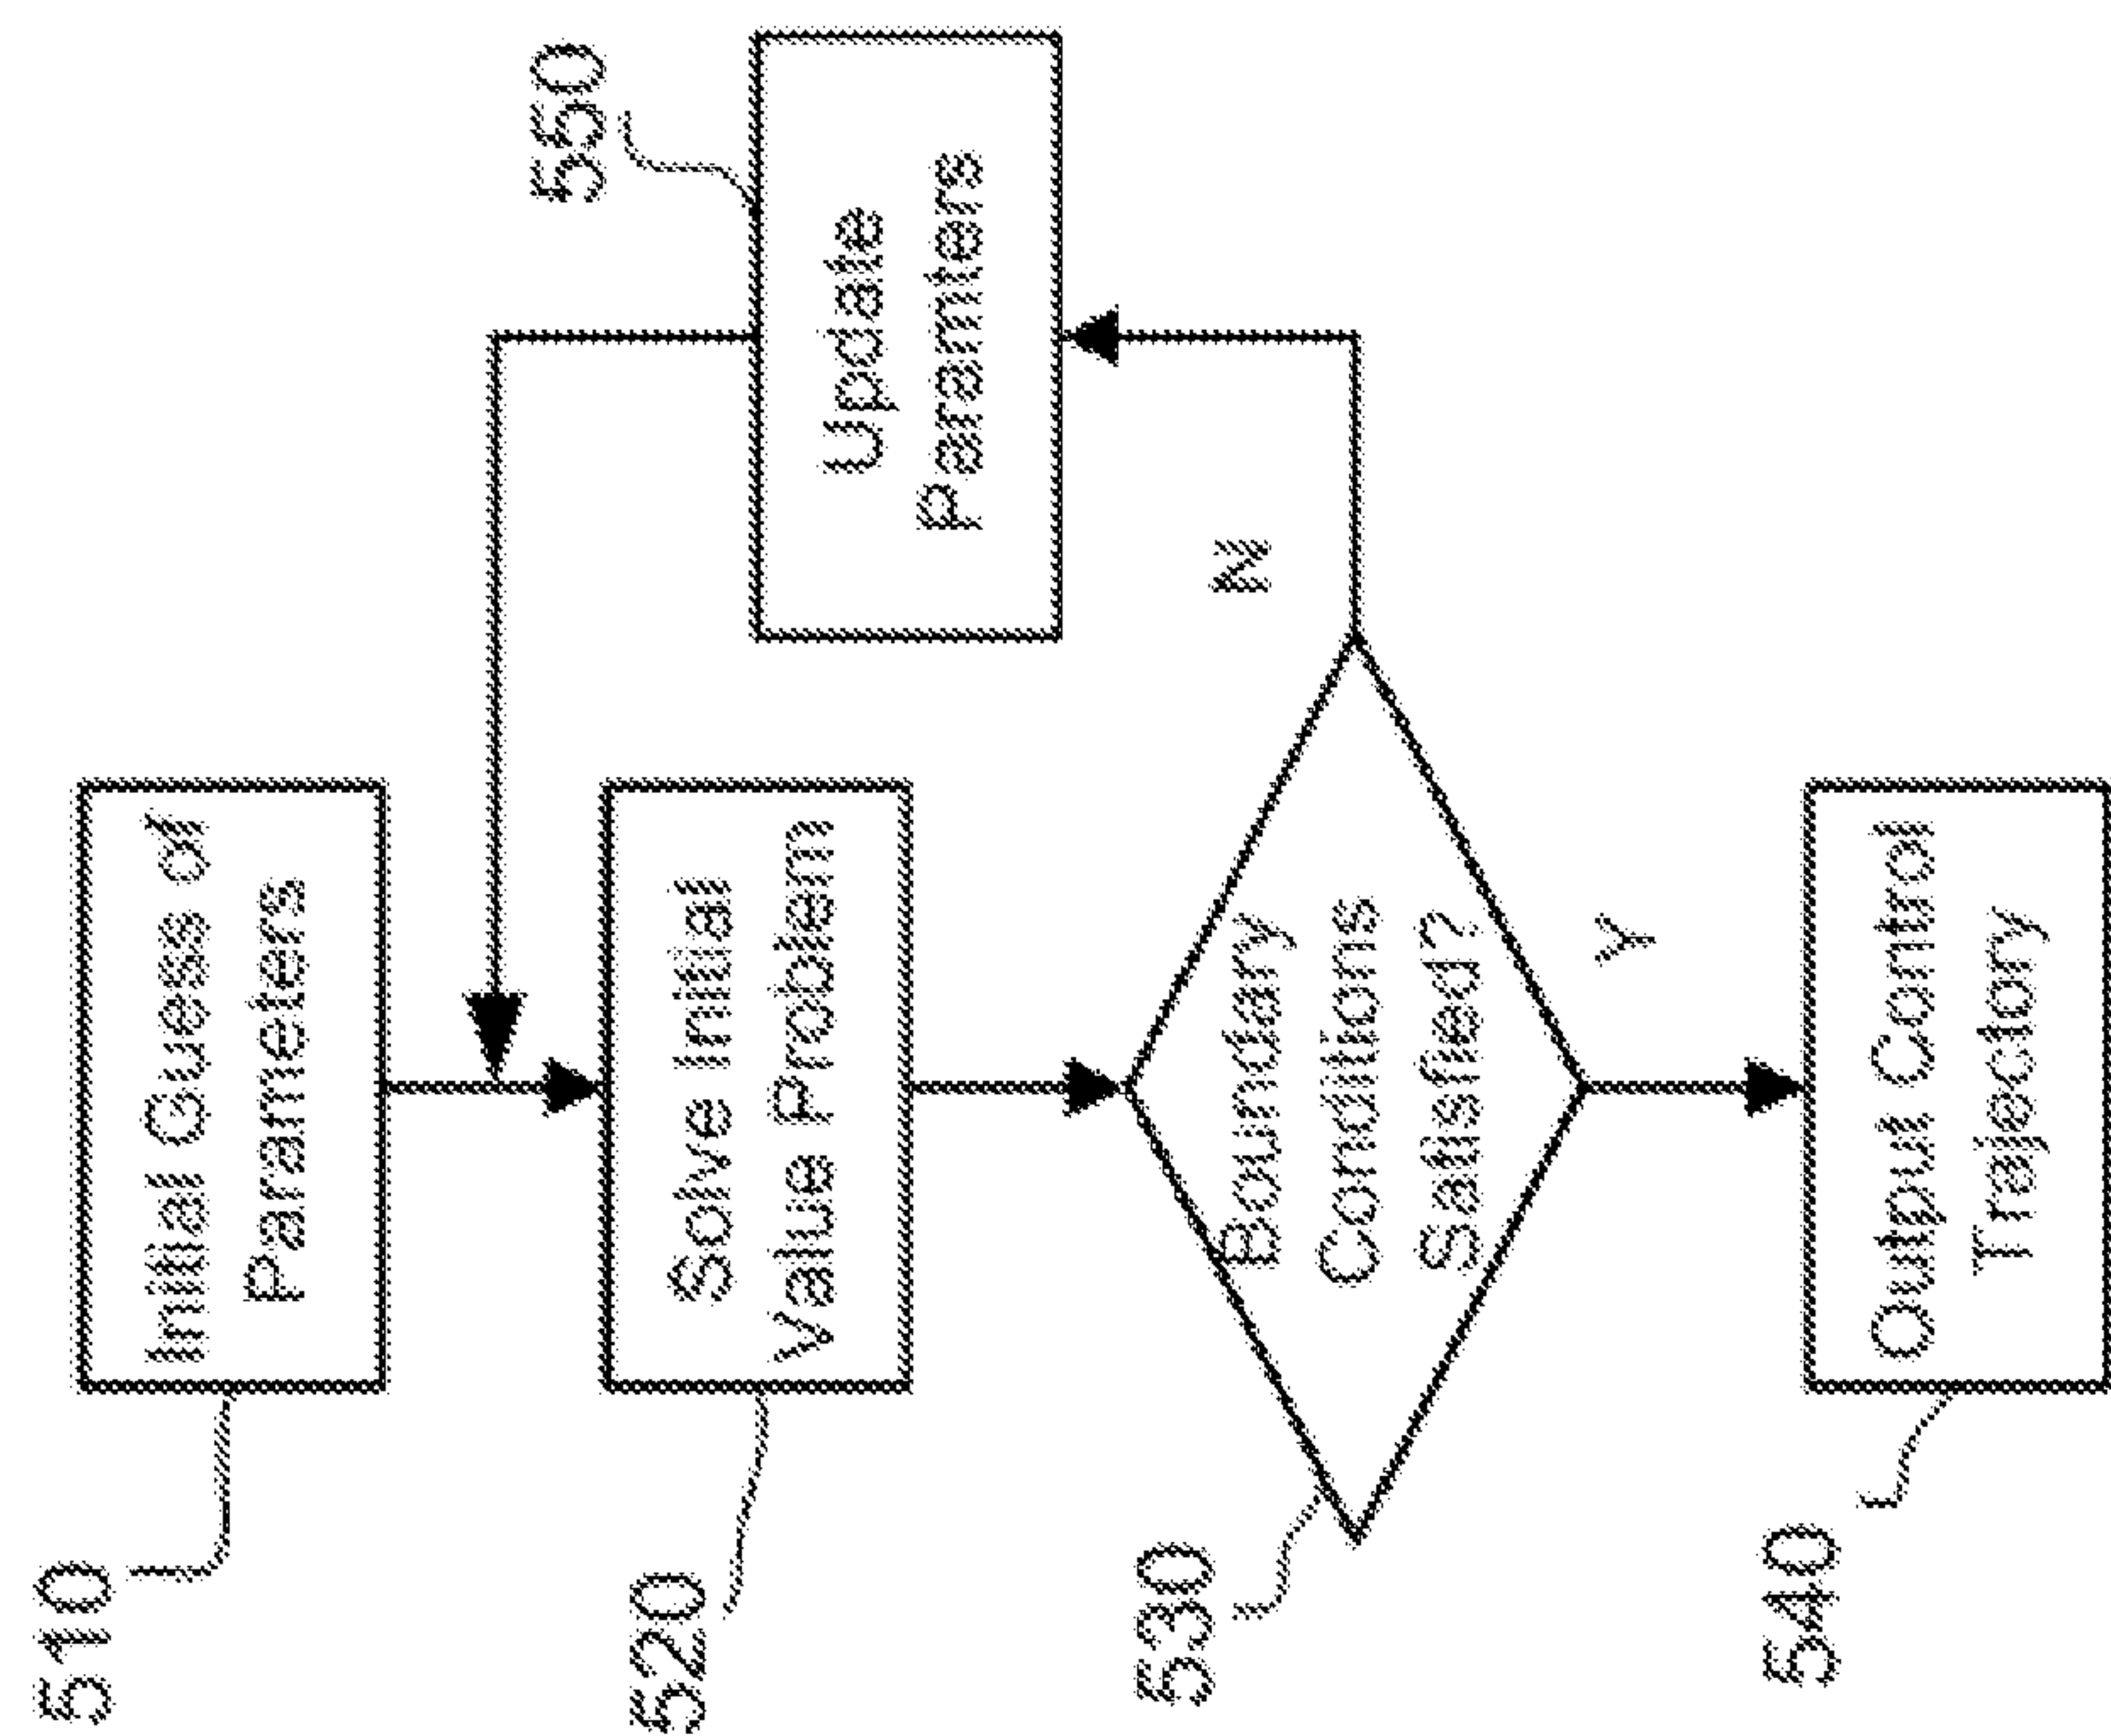 510
Initial Guess of
Parameters
520
Solve Initial
Value Problem
550
Update
Paramters
530
Boundary
Conditions
Satisfied?
N
Y
540
Output Control
Trajectory